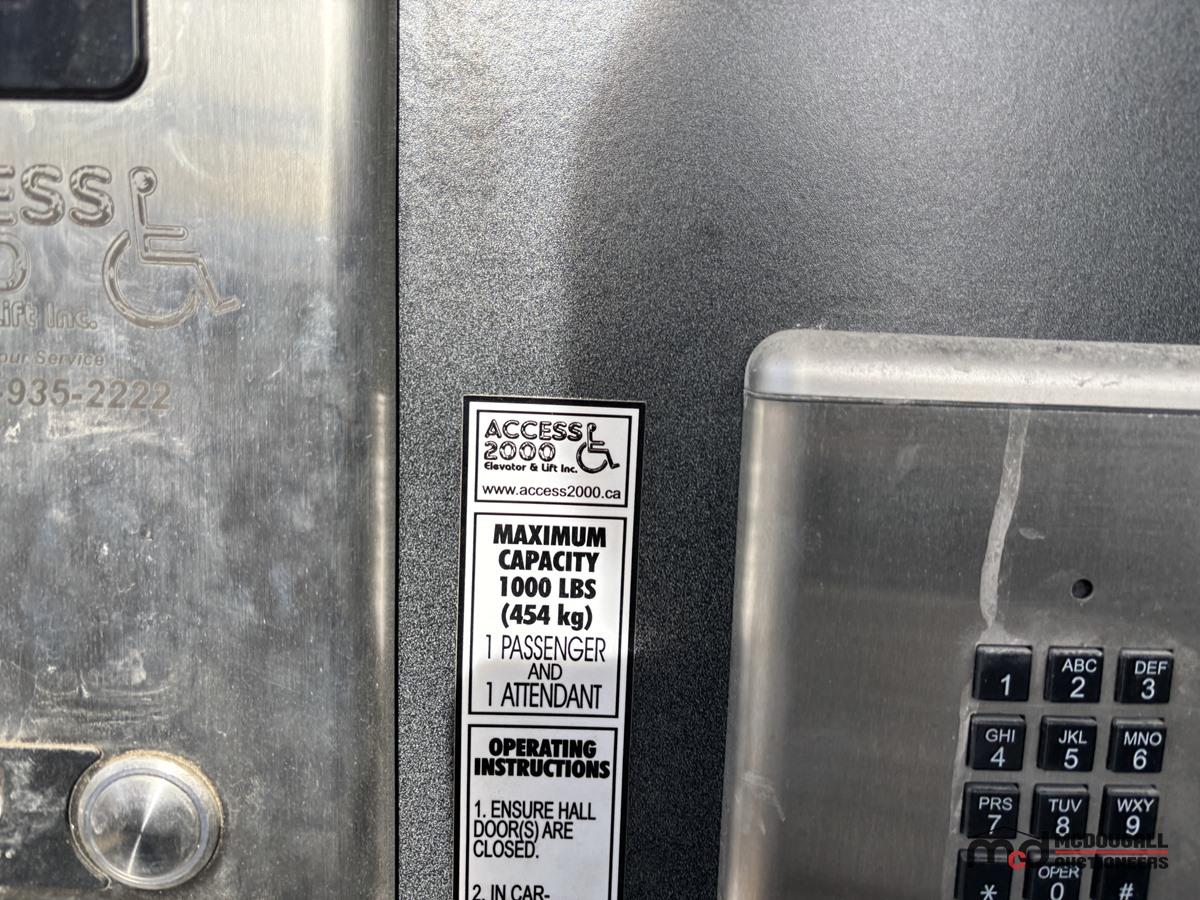 ESS
ift Inc.
our Service
-935-2222
ACCESS
2000
Elevator & Lift Inc.
www.access2000.ca
MAXIMUM
CAPACITY
1000 LBS
(454 kg)
1 PASSENGER
AND
1 ATTENDANT
OPERATING
INSTRUCTIONS
1. ENSURE HALL
DOOR(S) ARE
CLOSED.
2. IN CAR-
1
ABC
2
DEF
3
GHI
4
JKL
5
MNO
6
PRS
7
TUV
8
WXY
9
*
OPER
0
#
mcd
MCDOUGALL
AUCTIONEERS